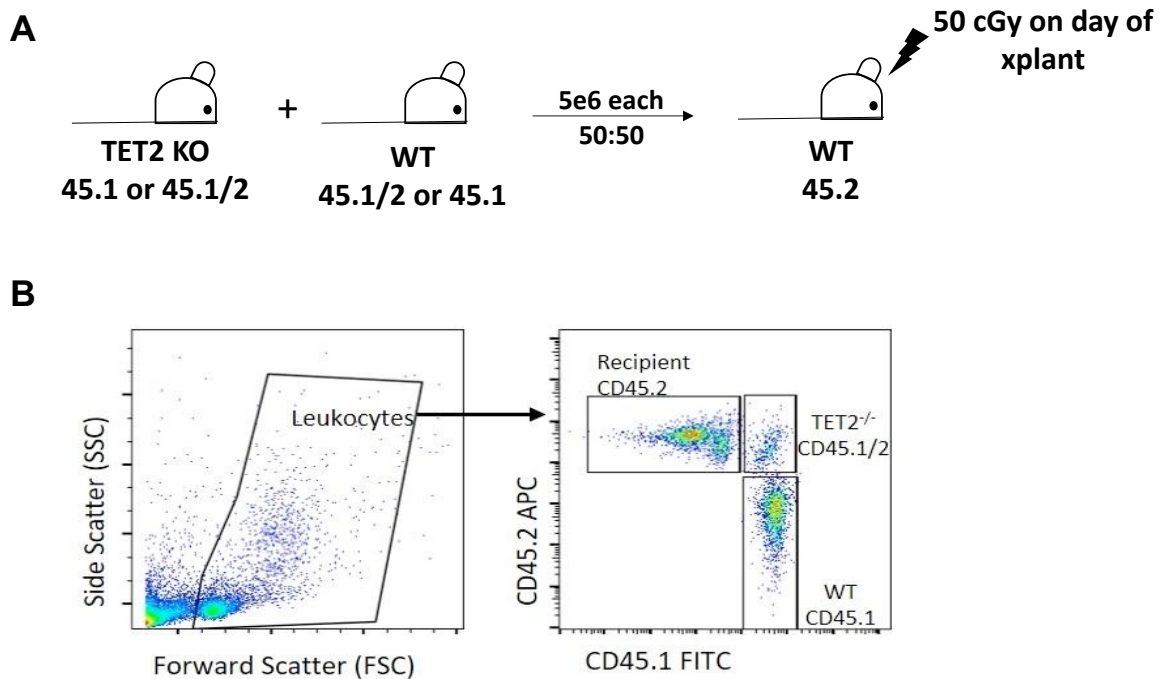 A
50 cGy on day of
xplant
+
5e6 each
50:50
TET2 KO
45.1 or 45.1/2
WT
45.1/2 or 45.1
WT
45.2
B
Side Scatter (SSC)
Leukocytes
Forward Scatter (FSC)
CD45.2 APC
Recipient
CD45.2
TET2-/-
CD45.1/2
WT
CD45.1
CD45.1 FITC